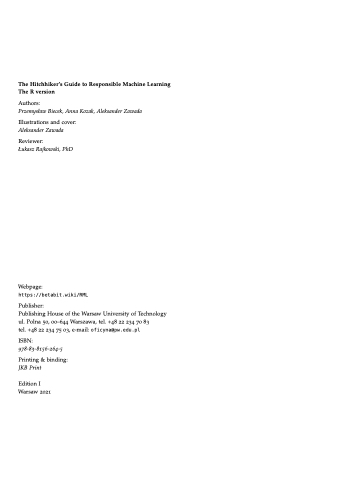 The Hitchhiker's Guide to Responsible Machine Learning
The R version
Authors:
Przemysław Biecek, Anna Kozak, Aleksander Zawada
Illustrations and cover:
Aleksander Zawada
Reviewer:
Łukasz Rajkowski, PhD
Webpage:
https://betabit.wiki/RML
Publisher:
Publishing House of the Warsaw University of Technology
ul. Polna 50, 00-644 Warszawa, tel. +48 22 234 70 83
tel. +48 22 234 75 03, e-mail: oficyna@pw.edu.pl
ISBN:
978-83-8156-264-5
Printing & binding:
JKB Print
Edition I
Warsaw 2021